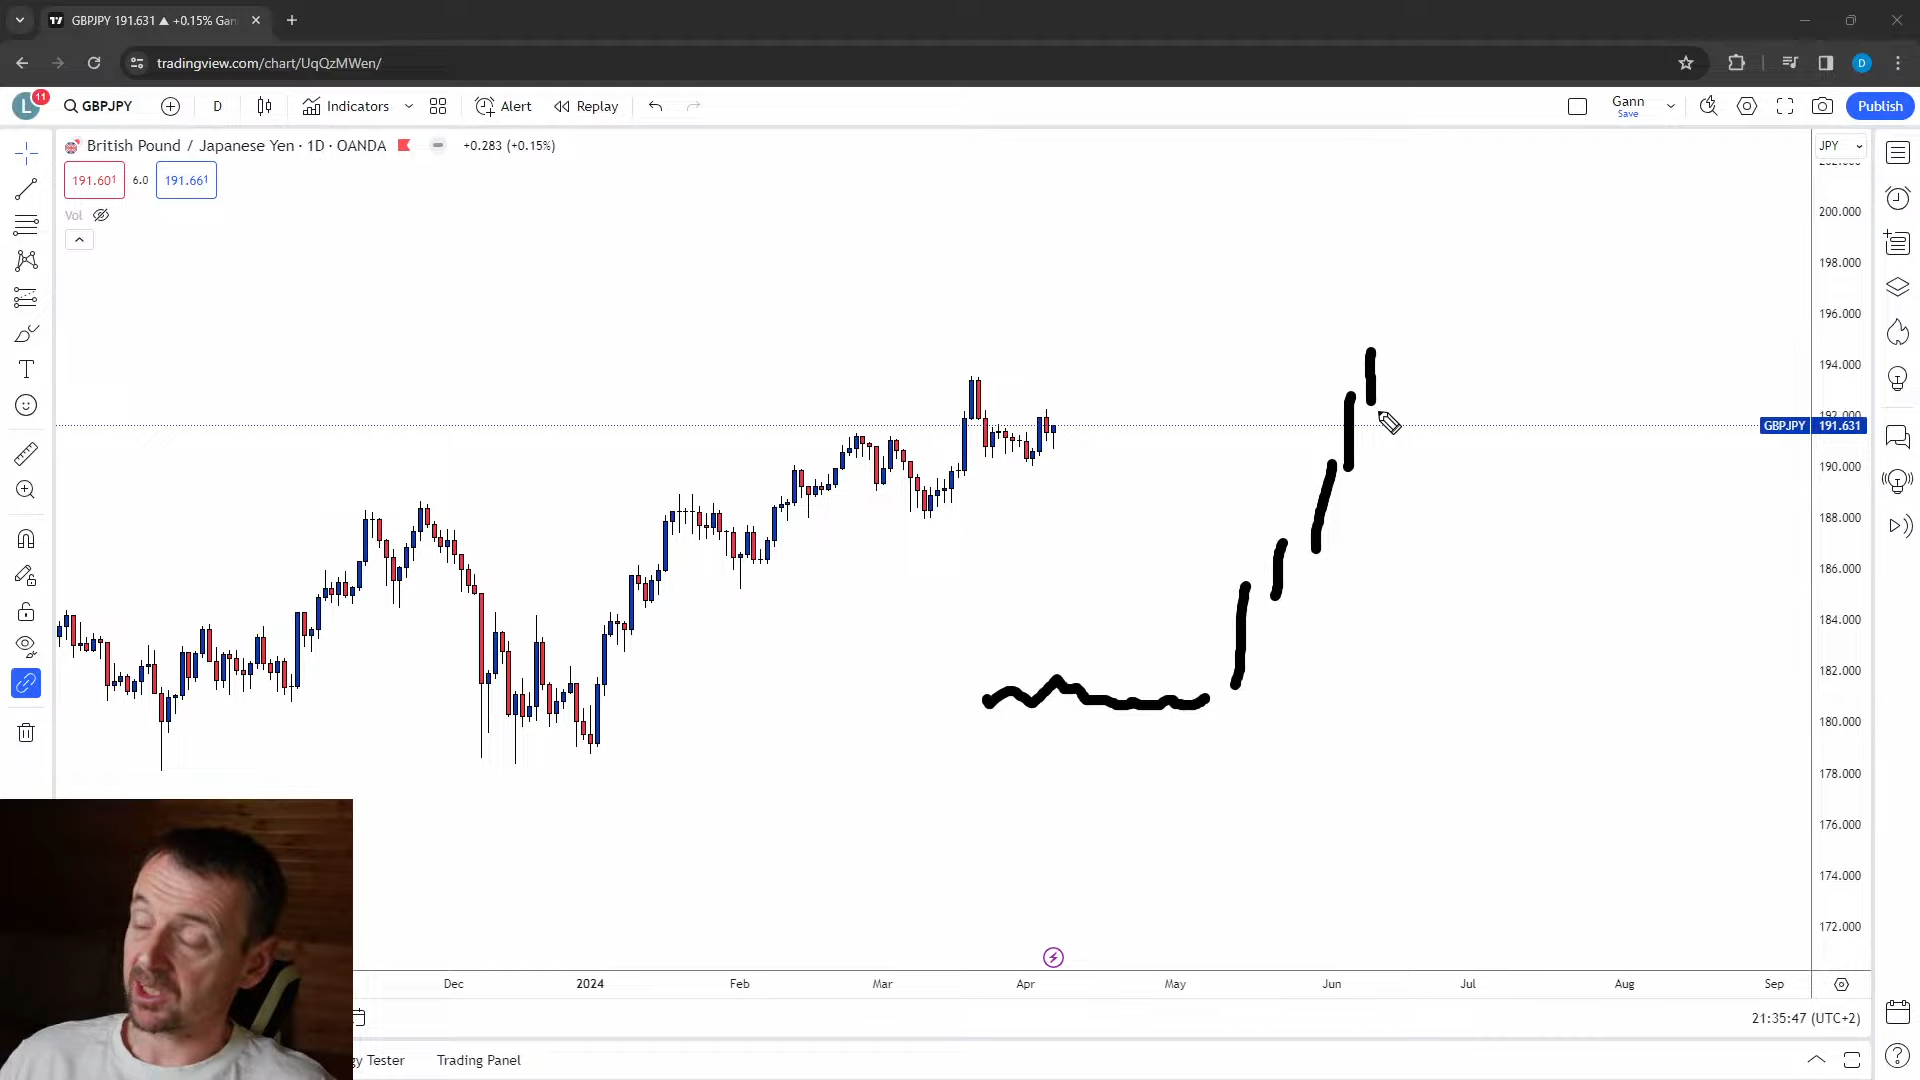 GBPJPY 191.631 ▲ +0.15% Gan
tradingview.com/chart/UqQzMWen/
D
L
11
GBPJPY
D
Indicators
Alert
Replay
Gann
Save
Publish
British Pound / Japanese Yen · 1D · OANDA
+0.283 (+0.15%)
JPY
191.601
6.0
191.661
Vol
200.000
198.000
196.000
194.000
192.000
GBPJPY
191.631
190.000
188.000
186.000
184.000
182.000
180.000
178.000
176.000
174.000
172.000
Dec
2024
Feb
Mar
Apr
May
Jun
Jul
Aug
Sep
21:35:47 (UTC+2)
gy Tester
Trading Panel